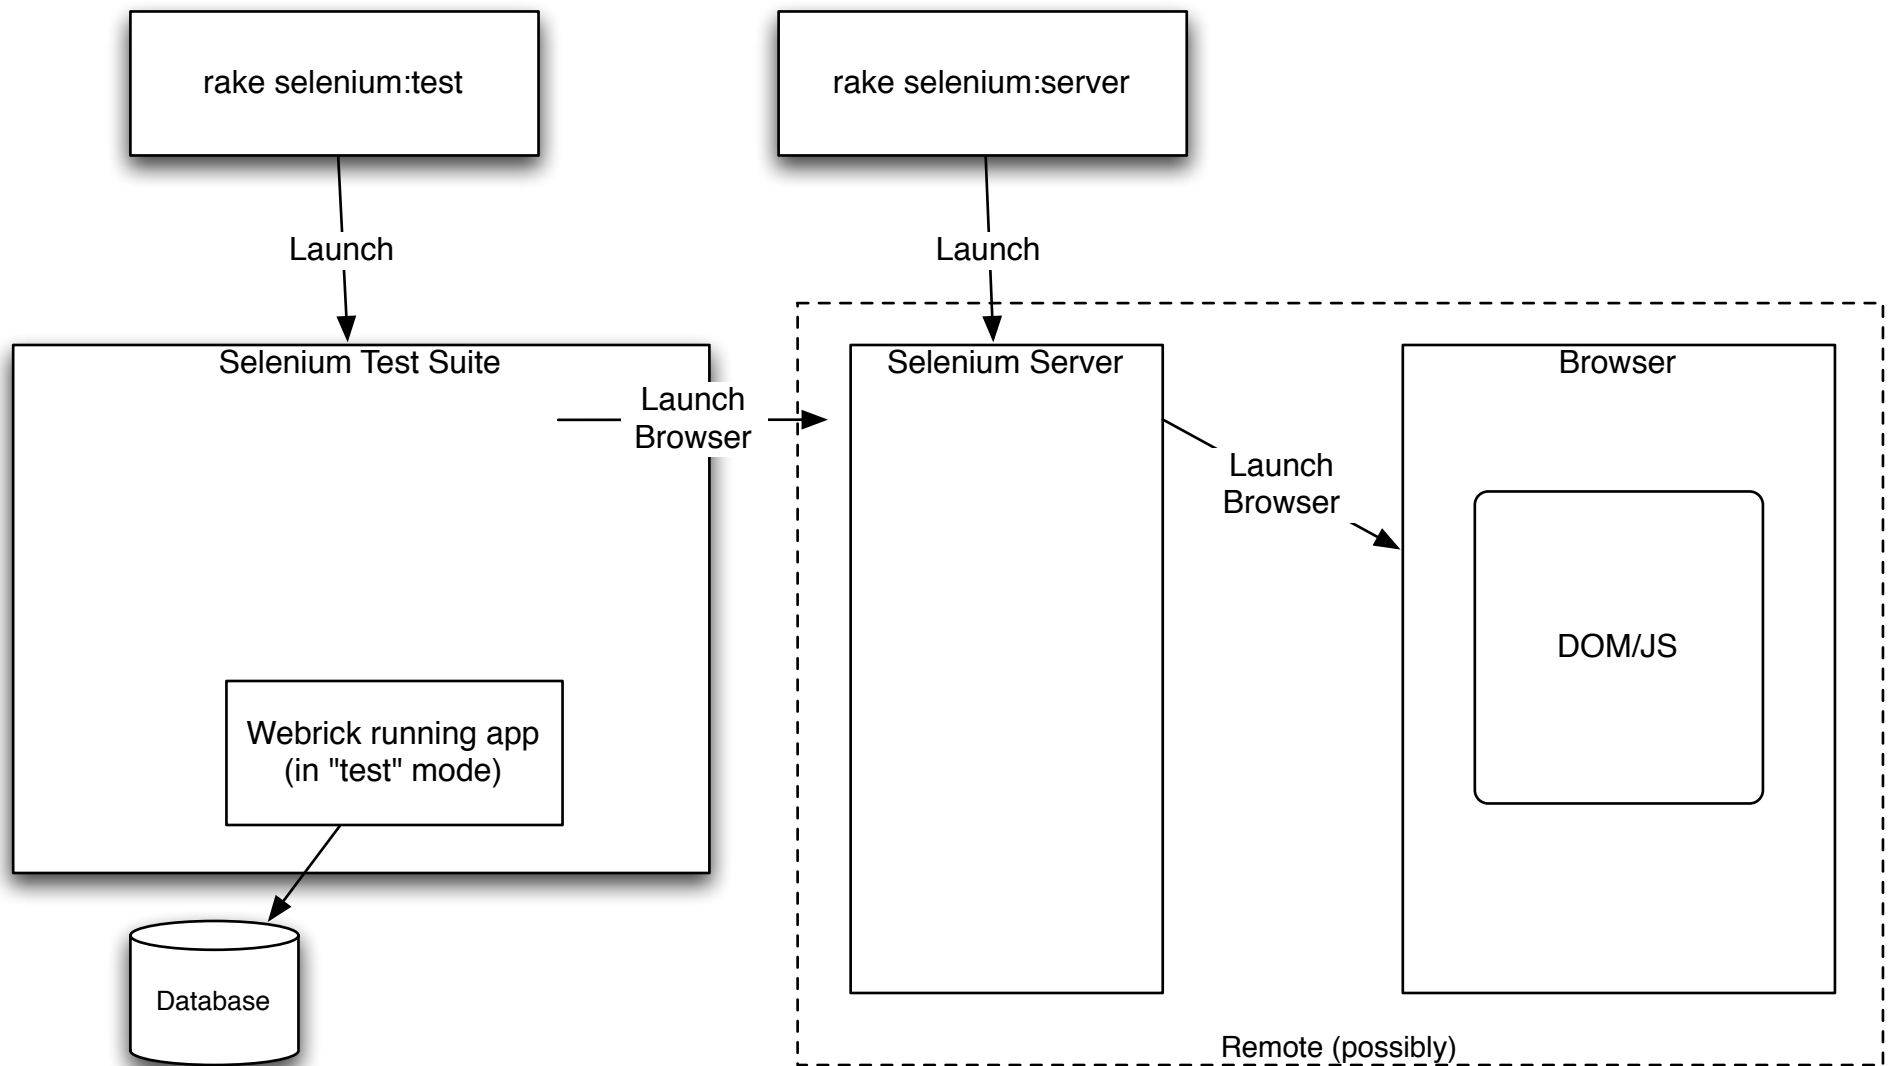 rake selenium:test
rake selenium:server
Launch
Launch
Selenium Test Suite
Selenium Server
Browser
Launch
Browser
Launch
Browser
DOM/JS
Webrick running app
(in "test" mode)
Database
Remote (possibly)